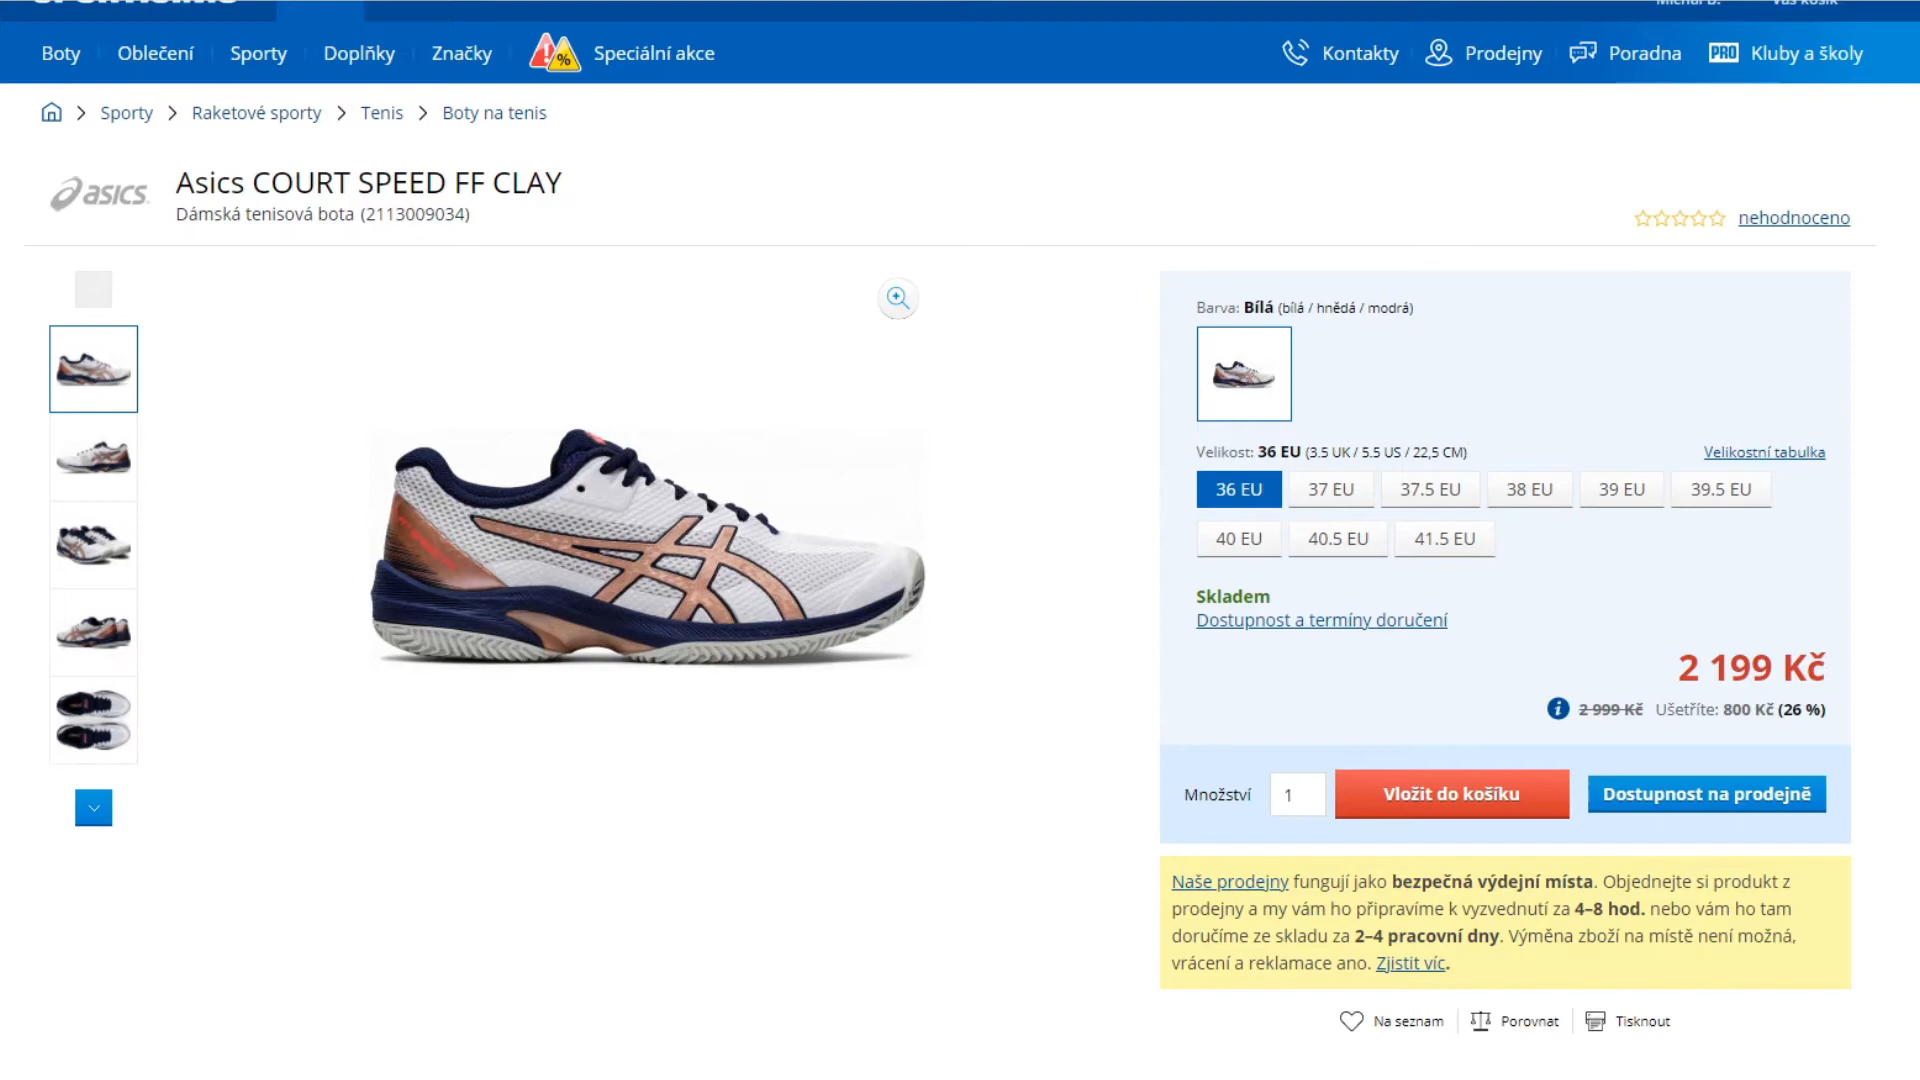 Boty Oblečení Sporty Doplňky Značky % Speciální akce Kontakty Prodejny Poradna PRO Kluby a školy
Sporty Raketové sporty Tenis Boty na tenis
asics Asics COURT SPEED FF CLAY
Dámská tenisová bota (2113009034)
nehodnoceno
Barva: Bílá (bílá / hnědá / modrá)
Velikost: 36 EU (3.5 UK / 5.5 US / 22,5 CM) Velikostní tabulka
36 EU 37 EU 37.5 EU 38 EU 39 EU 39.5 EU
40 EU 40.5 EU 41.5 EU
Skladem
Dostupnost a termíny doručení
2 199 Kč
2 999 Kč Ušetříte: 800 Kč (26 %)
Množství 1 Vložit do košíku Dostupnost na prodejně
Naše prodejny fungují jako bezpečná výdejní místa. Objednejte si produkt z
prodejny a my vám ho připravíme k vyzvednutí za 4–8 hod. nebo vám ho tam
doručíme ze skladu za 2–4 pracovní dny. Výměna zboží na místě není možná,
vrácení a reklamace ano. Zjistit víc.
Na seznam Porovnat Tisknout